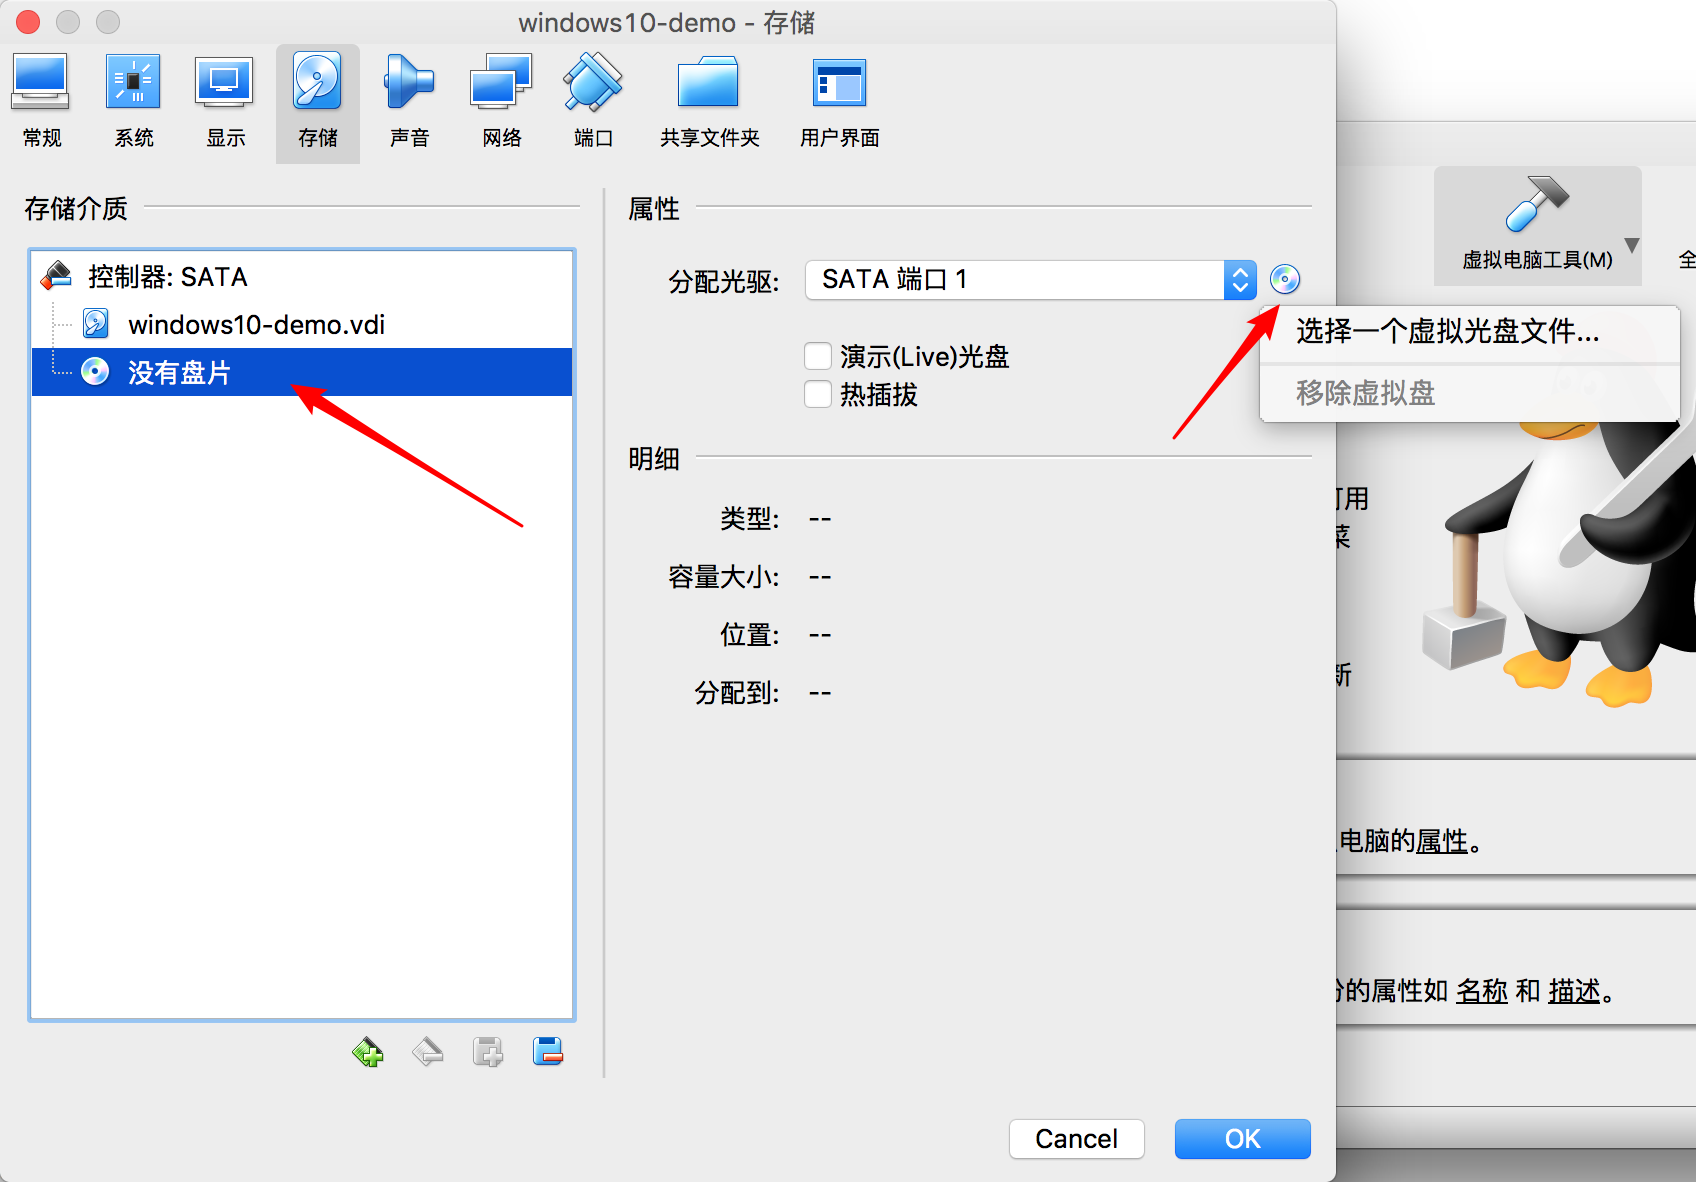 windows10-demo - 存储
常规
系统
显示
存储
声音
网络
端口
共享文件夹
用户界面
存储介质
控制器: SATA
windows10-demo.vdi
没有盘片
属性
分配光驱:
SATA 端口 1
演示(Live)光盘
热插拔
明细
类型: --
容量大小: --
位置: --
分配到: --
Cancel
OK
选择一个虚拟光盘文件...
移除虚拟盘
虚拟电脑工具(M)
全
用
菜
新
电脑的属性。
的属性如 名称 和 描述。